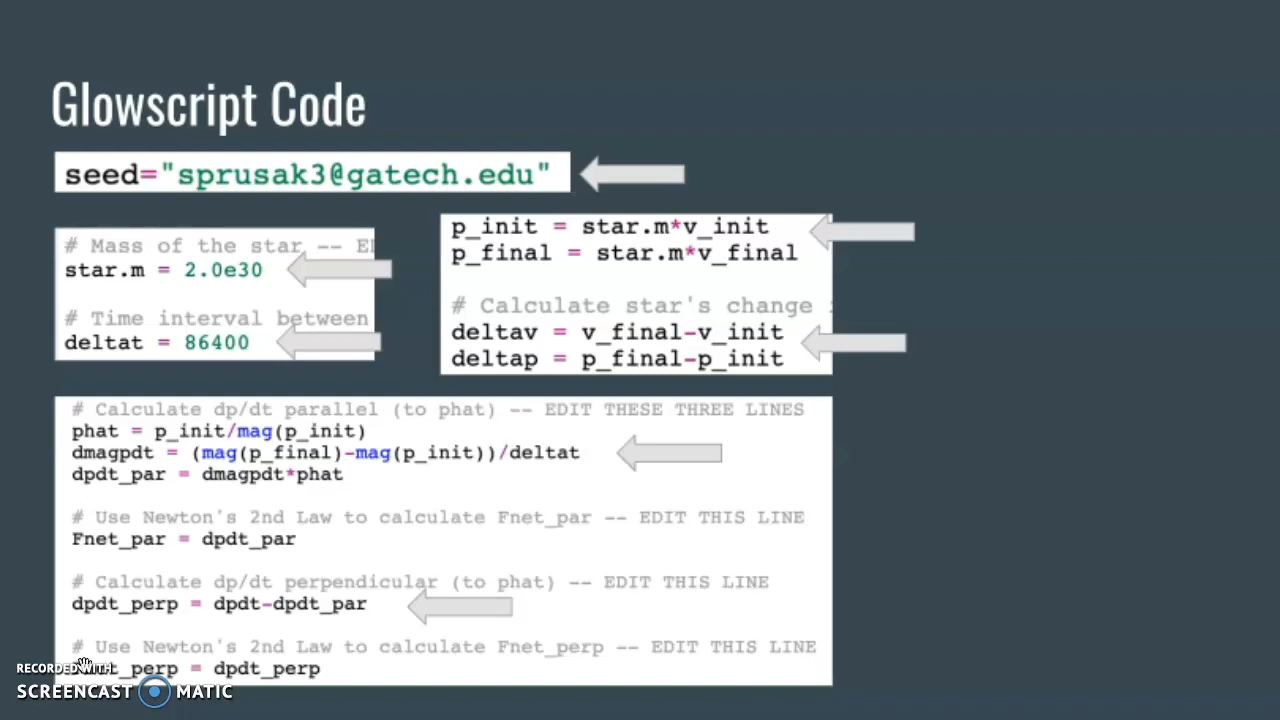 Glowscript Code
seed="sprusak3@gatech.edu"
# Mass of the star -- 
star.m = 2.0e30
# Time interval between
deltat = 86400
p_init = star.m*v_init
p_final = star.m*v_final
# Calculate star's change
deltav = v_final-v_init
deltap = p_final-p_init
# Calculate dp/dt parallel (to phat) -- EDIT THESE THREE LINES
phat = p_init/mag(p_init)
dmagpdt = (mag(p_final)-mag(p_init))/deltat
dpdt_par = dmagpdt*phat
# Use Newton's 2nd Law to calculate Fnet_par -- EDIT THIS LINE
Fnet_par = dpdt_par
# Calculate dp/dt perpendicular (to phat) -- EDIT THIS LINE
dpdt_perp = dpdt-dpdt_par
# Use Newton's 2nd Law to calculate Fnet_perp -- EDIT THIS LINE
_perp = dpdt_perp
RECORDED WITH
SCREENCAST MATIC